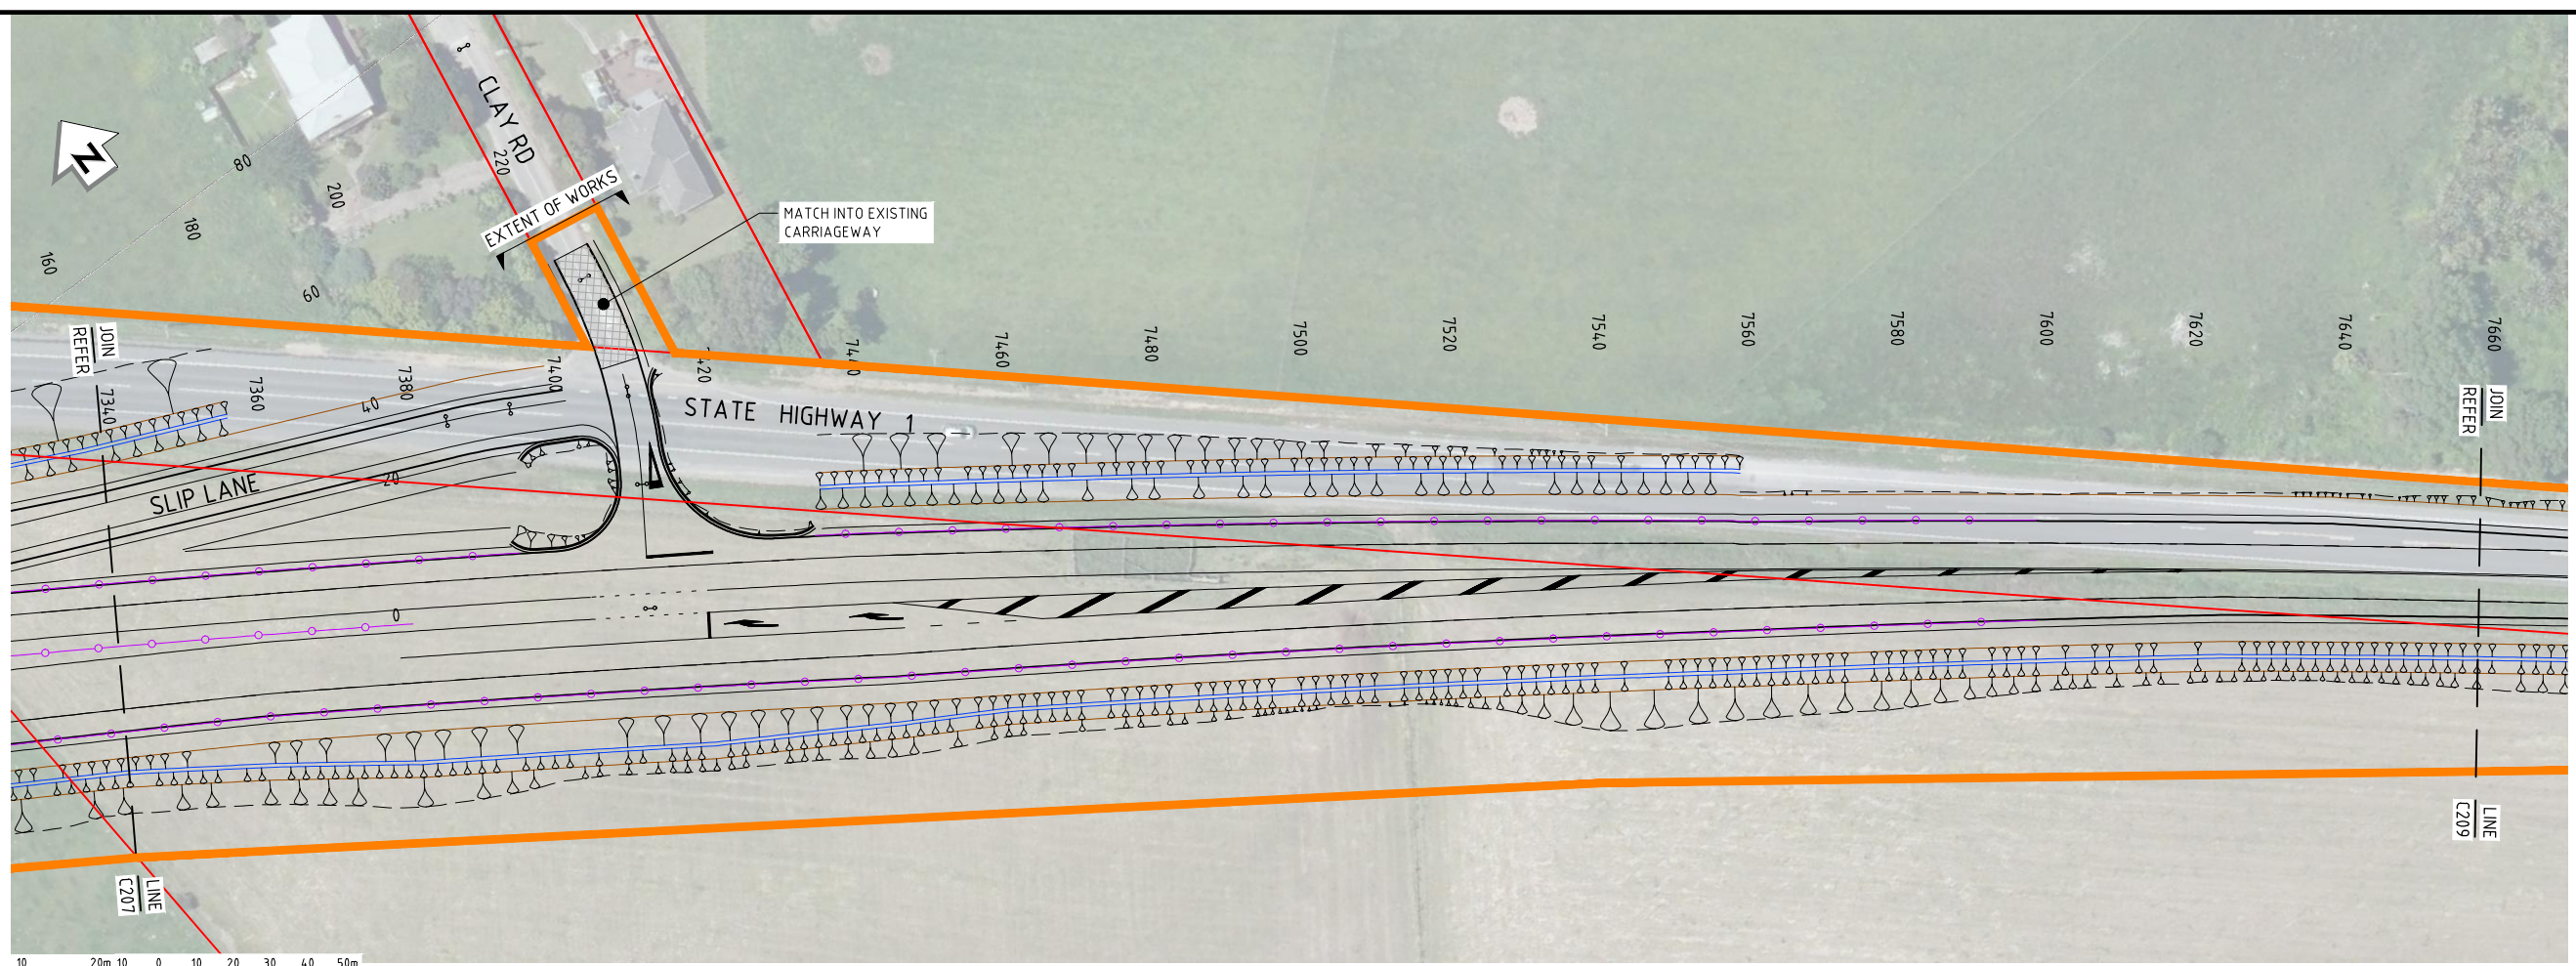 CLAY RD
220
N
80
200
180
160
60
EXTENT OF WORKS
MATCH INTO EXISTING
CARRIAGEWAY
JOIN
REFER
7340
7360
7380
7400
7440
7460
7480
7500
7520
7540
7560
7580
7600
7620
7640
7660
JOIN
REFER
40
20
0
STATE HIGHWAY 1
SLIP LANE
LINE
C207
LINE
C209
10 20m 10 0 10 20 30 40 50m